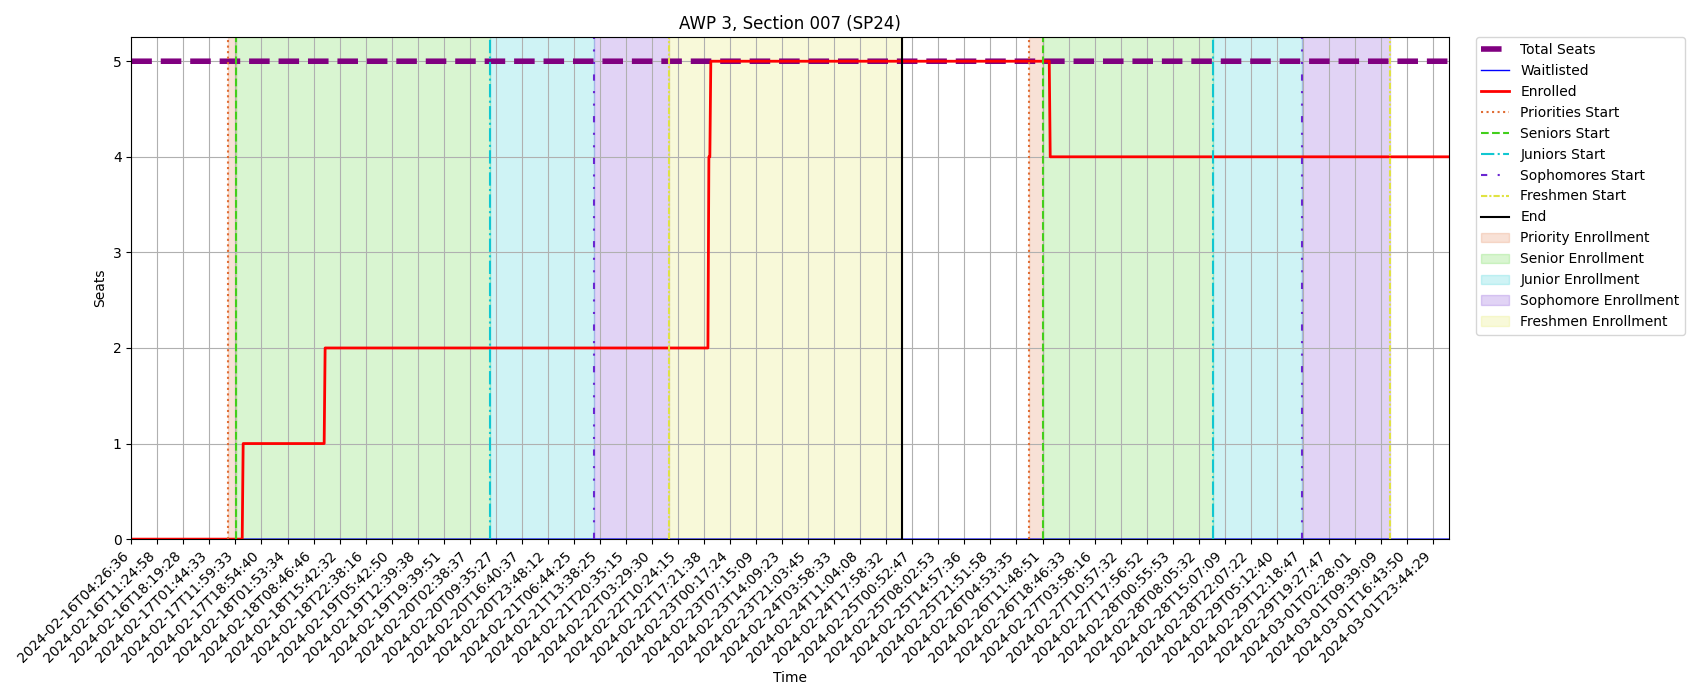 AWP 3, Section 007 (SP24)
Seats
5
4
3
2
1
0
2024-02-16T04:26:36
2024-02-16T11:24:58
2024-02-16T18:19:28
2024-02-17T01:44:33
2024-02-17T11:59:33
2024-02-17T18:54:40
2024-02-18T01:53:34
2024-02-18T08:46:46
2024-02-18T15:42:32
2024-02-18T22:38:16
2024-02-19T05:42:50
2024-02-19T12:39:38
2024-02-19T19:39:51
2024-02-20T02:38:37
2024-02-20T09:35:27
2024-02-20T16:40:37
2024-02-20T23:48:12
2024-02-21T06:44:25
2024-02-21T13:38:25
2024-02-21T20:35:15
2024-02-22T03:29:30
2024-02-22T10:24:15
2024-02-22T17:21:38
2024-02-23T00:17:24
2024-02-23T07:15:09
2024-02-23T14:09:23
2024-02-23T21:03:45
2024-02-24T03:58:33
2024-02-24T11:04:08
2024-02-24T17:58:32
2024-02-25T00:52:47
2024-02-25T08:02:53
2024-02-25T14:57:36
2024-02-25T21:51:58
2024-02-26T04:53:35
2024-02-26T11:48:51
2024-02-26T18:46:33
2024-02-27T03:58:16
2024-02-27T10:57:32
2024-02-27T17:56:52
2024-02-28T00:55:53
2024-02-28T08:05:32
2024-02-28T15:07:09
2024-02-28T22:07:22
2024-02-29T05:12:40
2024-02-29T12:18:47
2024-02-29T19:27:47
2024-03-01T02:28:01
2024-03-01T09:39:09
2024-03-01T16:43:50
2024-03-01T23:44:29
Time
Total Seats
Waitlisted
Enrolled
Priorities Start
Seniors Start
Juniors Start
Sophomores Start
Freshmen Start
End
Priority Enrollment
Senior Enrollment
Junior Enrollment
Sophomore Enrollment
Freshmen Enrollment